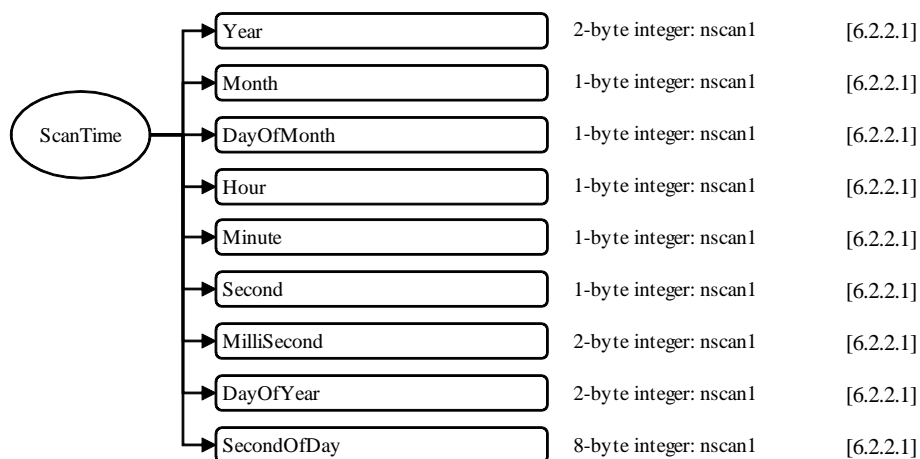 Year 2-byte integer: nscan1 [6.2.2.1]
Month 1-byte integer: nscan1 [6.2.2.1]
ScanTime DayOfMonth 1-byte integer: nscan1 [6.2.2.1]
Hour 1-byte integer: nscan1 [6.2.2.1]
Minute 1-byte integer: nscan1 [6.2.2.1]
Second 1-byte integer: nscan1 [6.2.2.1]
MilliSecond 2-byte integer: nscan1 [6.2.2.1]
DayOfYear 2-byte integer: nscan1 [6.2.2.1]
SecondOfDay 8-byte integer: nscan1 [6.2.2.1]